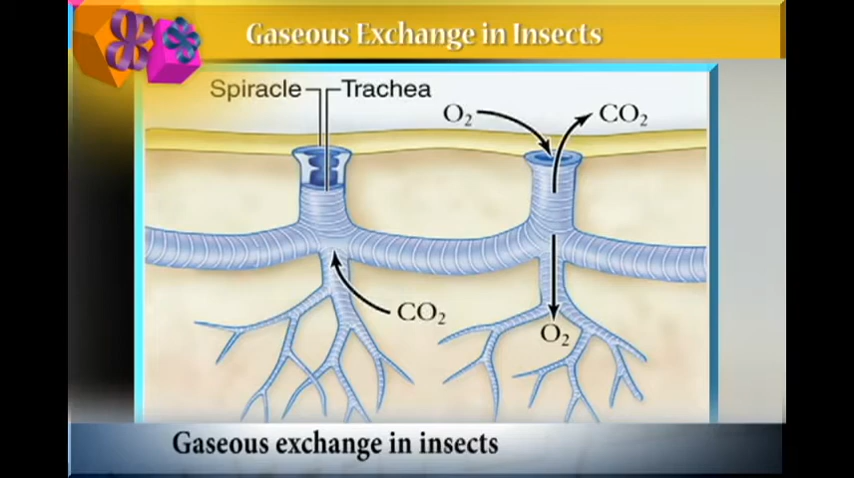 Gaseous Exchange in Insects
Spiracle
Trachea
O₂
CO₂
CO₂
O₂
Gaseous exchange in insects